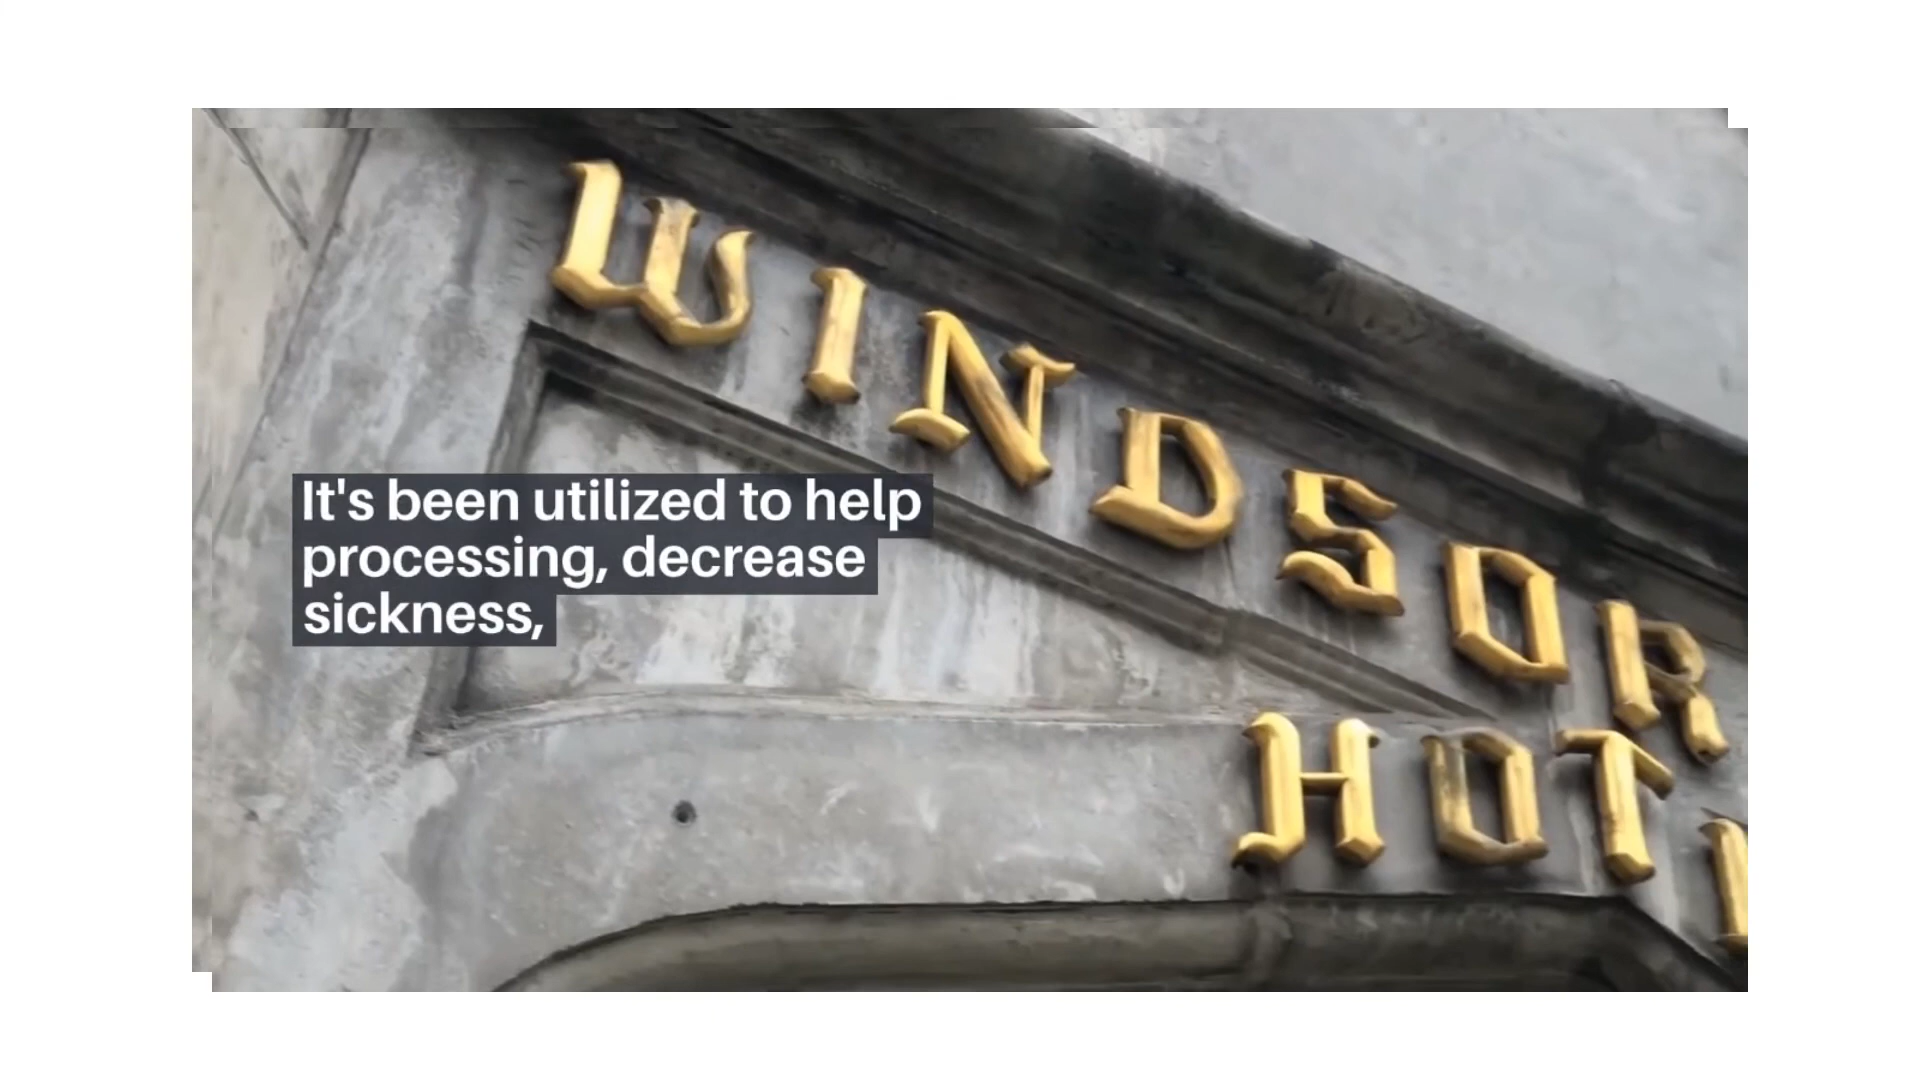 WINDSOR
HOT
It's been utilized to help
processing, decrease
sickness,